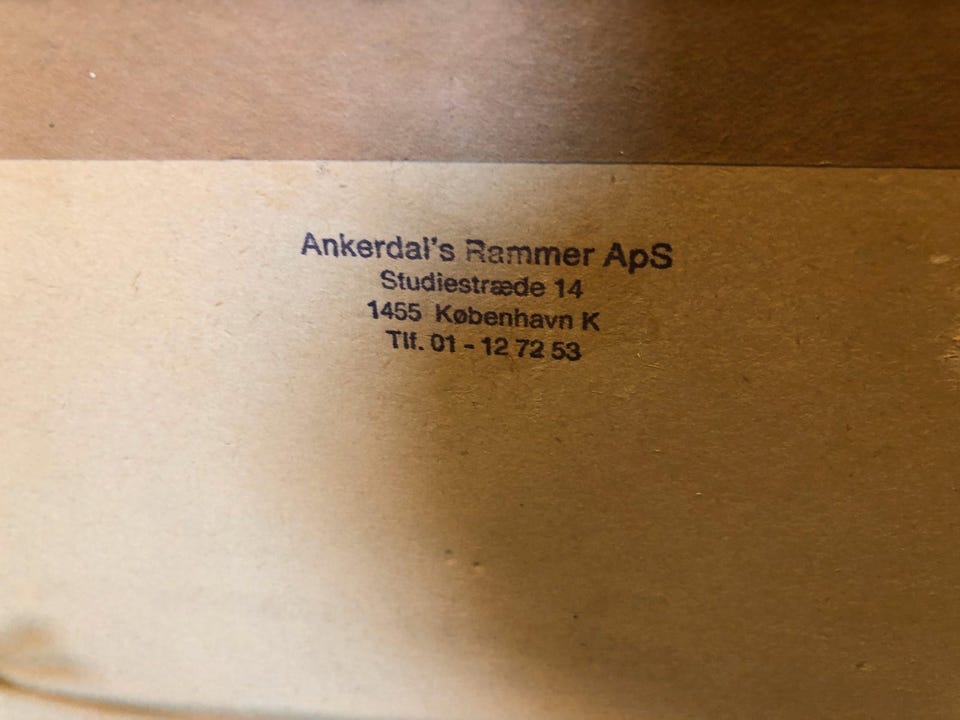 Ankerdal's Rammer ApS
Studiestræde 14
1455 København K
Tlf. 01 - 12 72 53